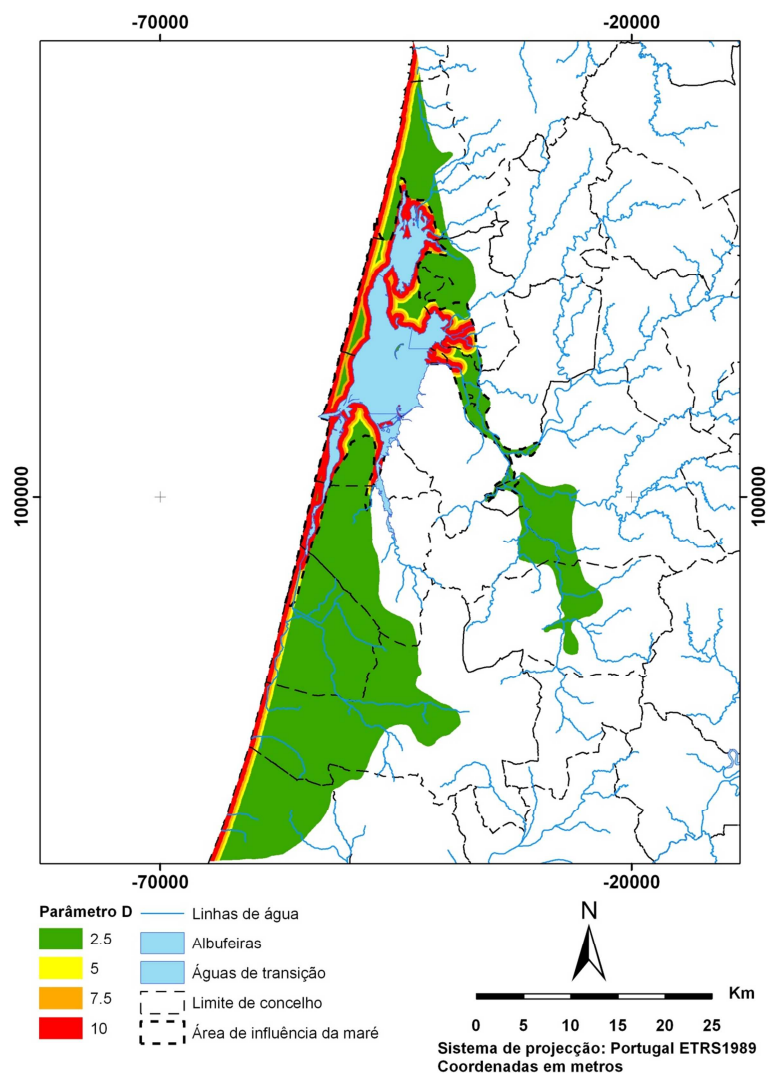 -70000 -20000
100000 100000
-70000 -20000
Parâmetro D
2.5
5
7.5
10
Linhas de água
Albufeiras
Águas de transição
Limite de concelho
Área de influência da maré
N
Km
0 5 10 15 20 25
Sistema de projecção: Portugal ETRS1989
Coordenadas em metros